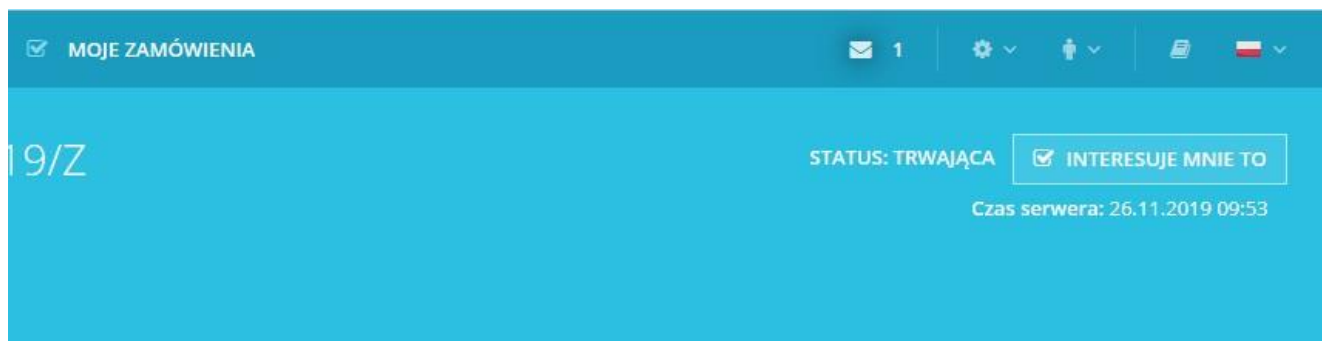 MOJE ZAMÓWIENIA 1
19/Z
STATUS: TRWAJĄCA INTERESUJE MNIE TO
Czas serwera: 26.11.2019 09:53